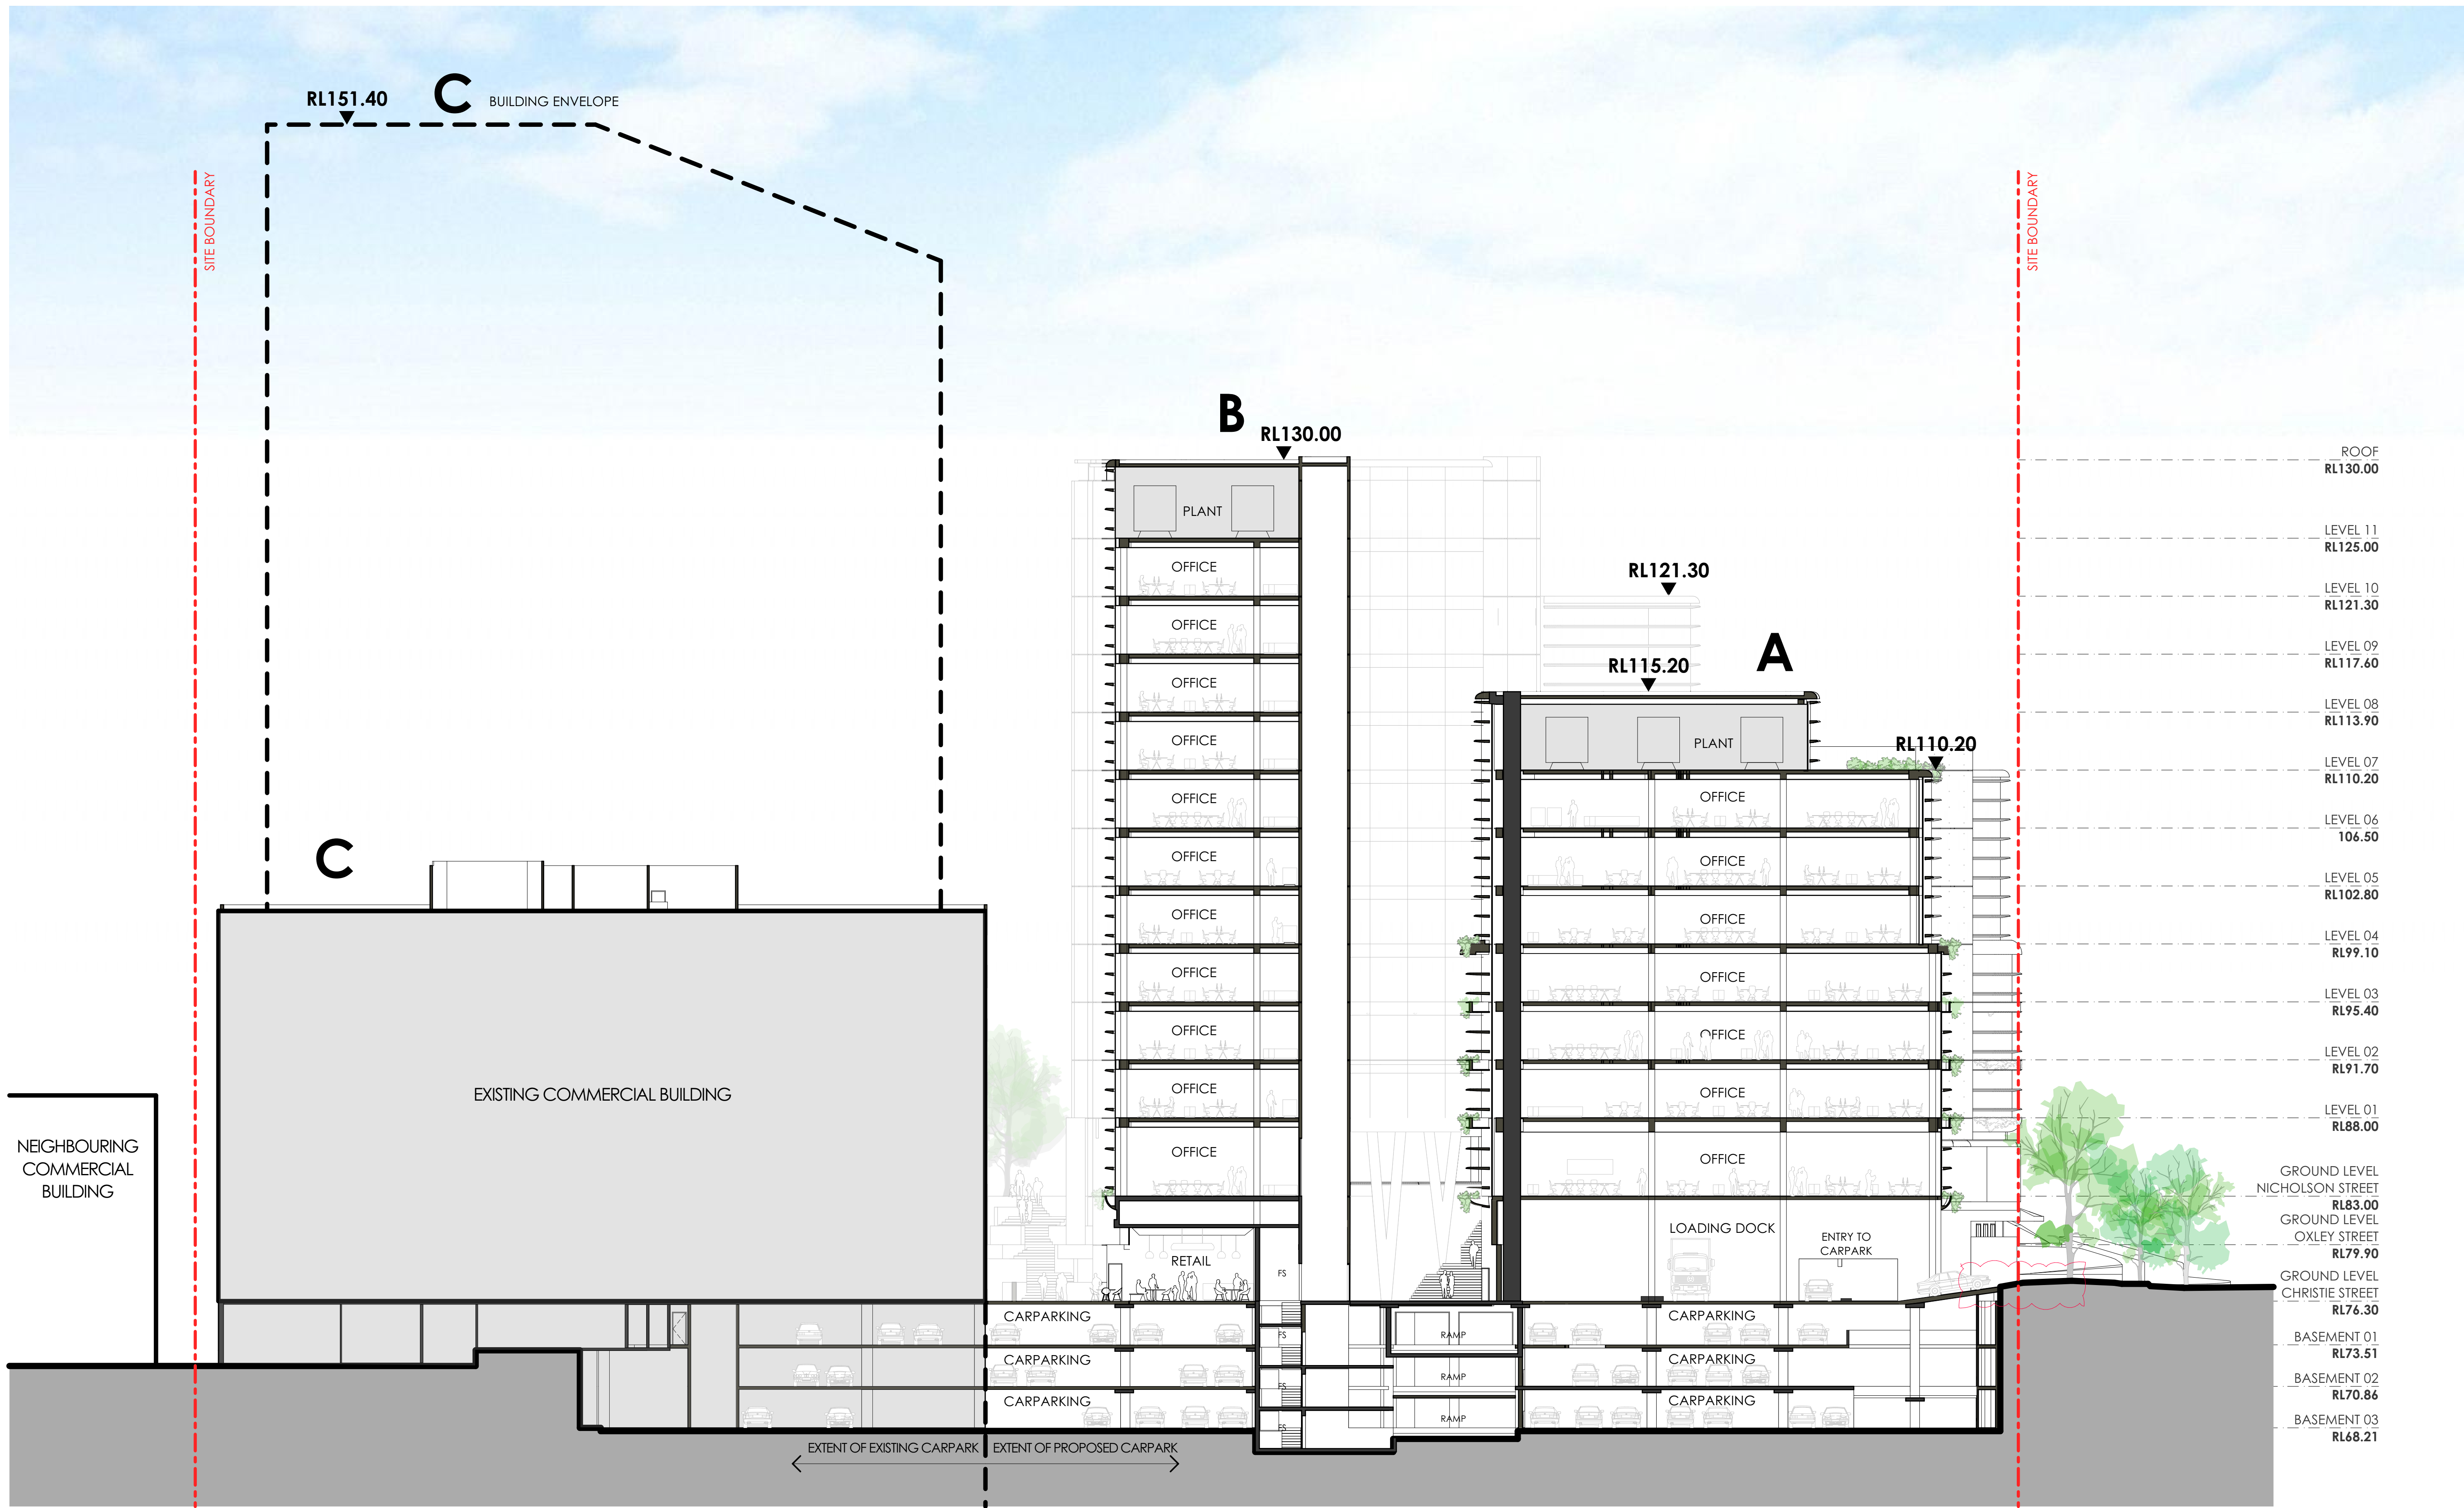 RL151.40
C
BUILDING ENVELOPE
SITE BOUNDARY
SITE BOUNDARY
B
RL130.00
RL121.30
RL115.20
A
RL110.20
C
PLANT
OFFICE
OFFICE
OFFICE
OFFICE
OFFICE
OFFICE
OFFICE
OFFICE
OFFICE
OFFICE
OFFICE
RETAIL
PLANT
OFFICE
OFFICE
OFFICE
OFFICE
OFFICE
OFFICE
OFFICE
LOADING DOCK
ENTRY TO
CARPARK
EXISTING COMMERCIAL BUILDING
NEIGHBOURING
COMMERCIAL
BUILDING
FS
FS
FS
FS
CARPARKING
CARPARKING
CARPARKING
RAMP
RAMP
RAMP
CARPARKING
CARPARKING
CARPARKING
EXTENT OF EXISTING CARPARK
EXTENT OF PROPOSED CARPARK
ROOF
RL130.00
LEVEL 11
RL125.00
LEVEL 10
RL121.30
LEVEL 09
RL117.60
LEVEL 08
RL113.90
LEVEL 07
RL110.20
LEVEL 06
106.50
LEVEL 05
RL102.80
LEVEL 04
RL99.10
LEVEL 03
RL95.40
LEVEL 02
RL91.70
LEVEL 01
RL88.00
GROUND LEVEL
NICHOLSON STREET
RL83.00
GROUND LEVEL
OXLEY STREET
RL79.90
GROUND LEVEL
CHRISTIE STREET
RL76.30
BASEMENT 01
RL73.51
BASEMENT 02
RL70.86
BASEMENT 03
RL68.21